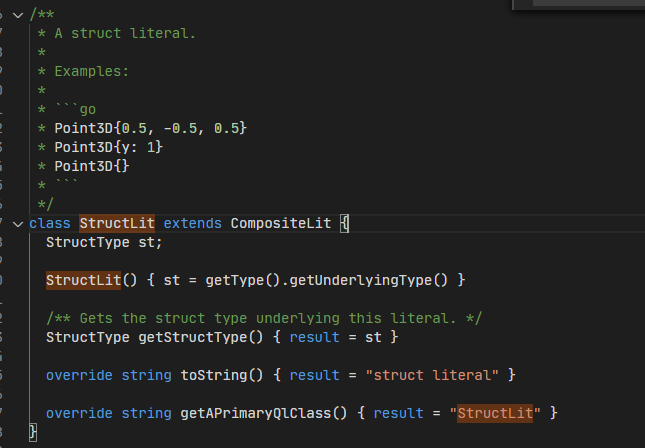 /**
* A struct literal.
*
* Examples:
*
* ```go
* Point3D{0.5, -0.5, 0.5}
* Point3D{y: 1}
* Point3D{}
* ```
*/
class StructLit extends CompositeLit {
StructType st;
StructLit() { st = getType().getUnderlyingType() }
/** Gets the struct type underlying this literal. */
StructType getStructType() { result = st }
override string toString() { result = "struct literal" }
override string getAPrimaryQlClass() { result = "StructLit" }
}